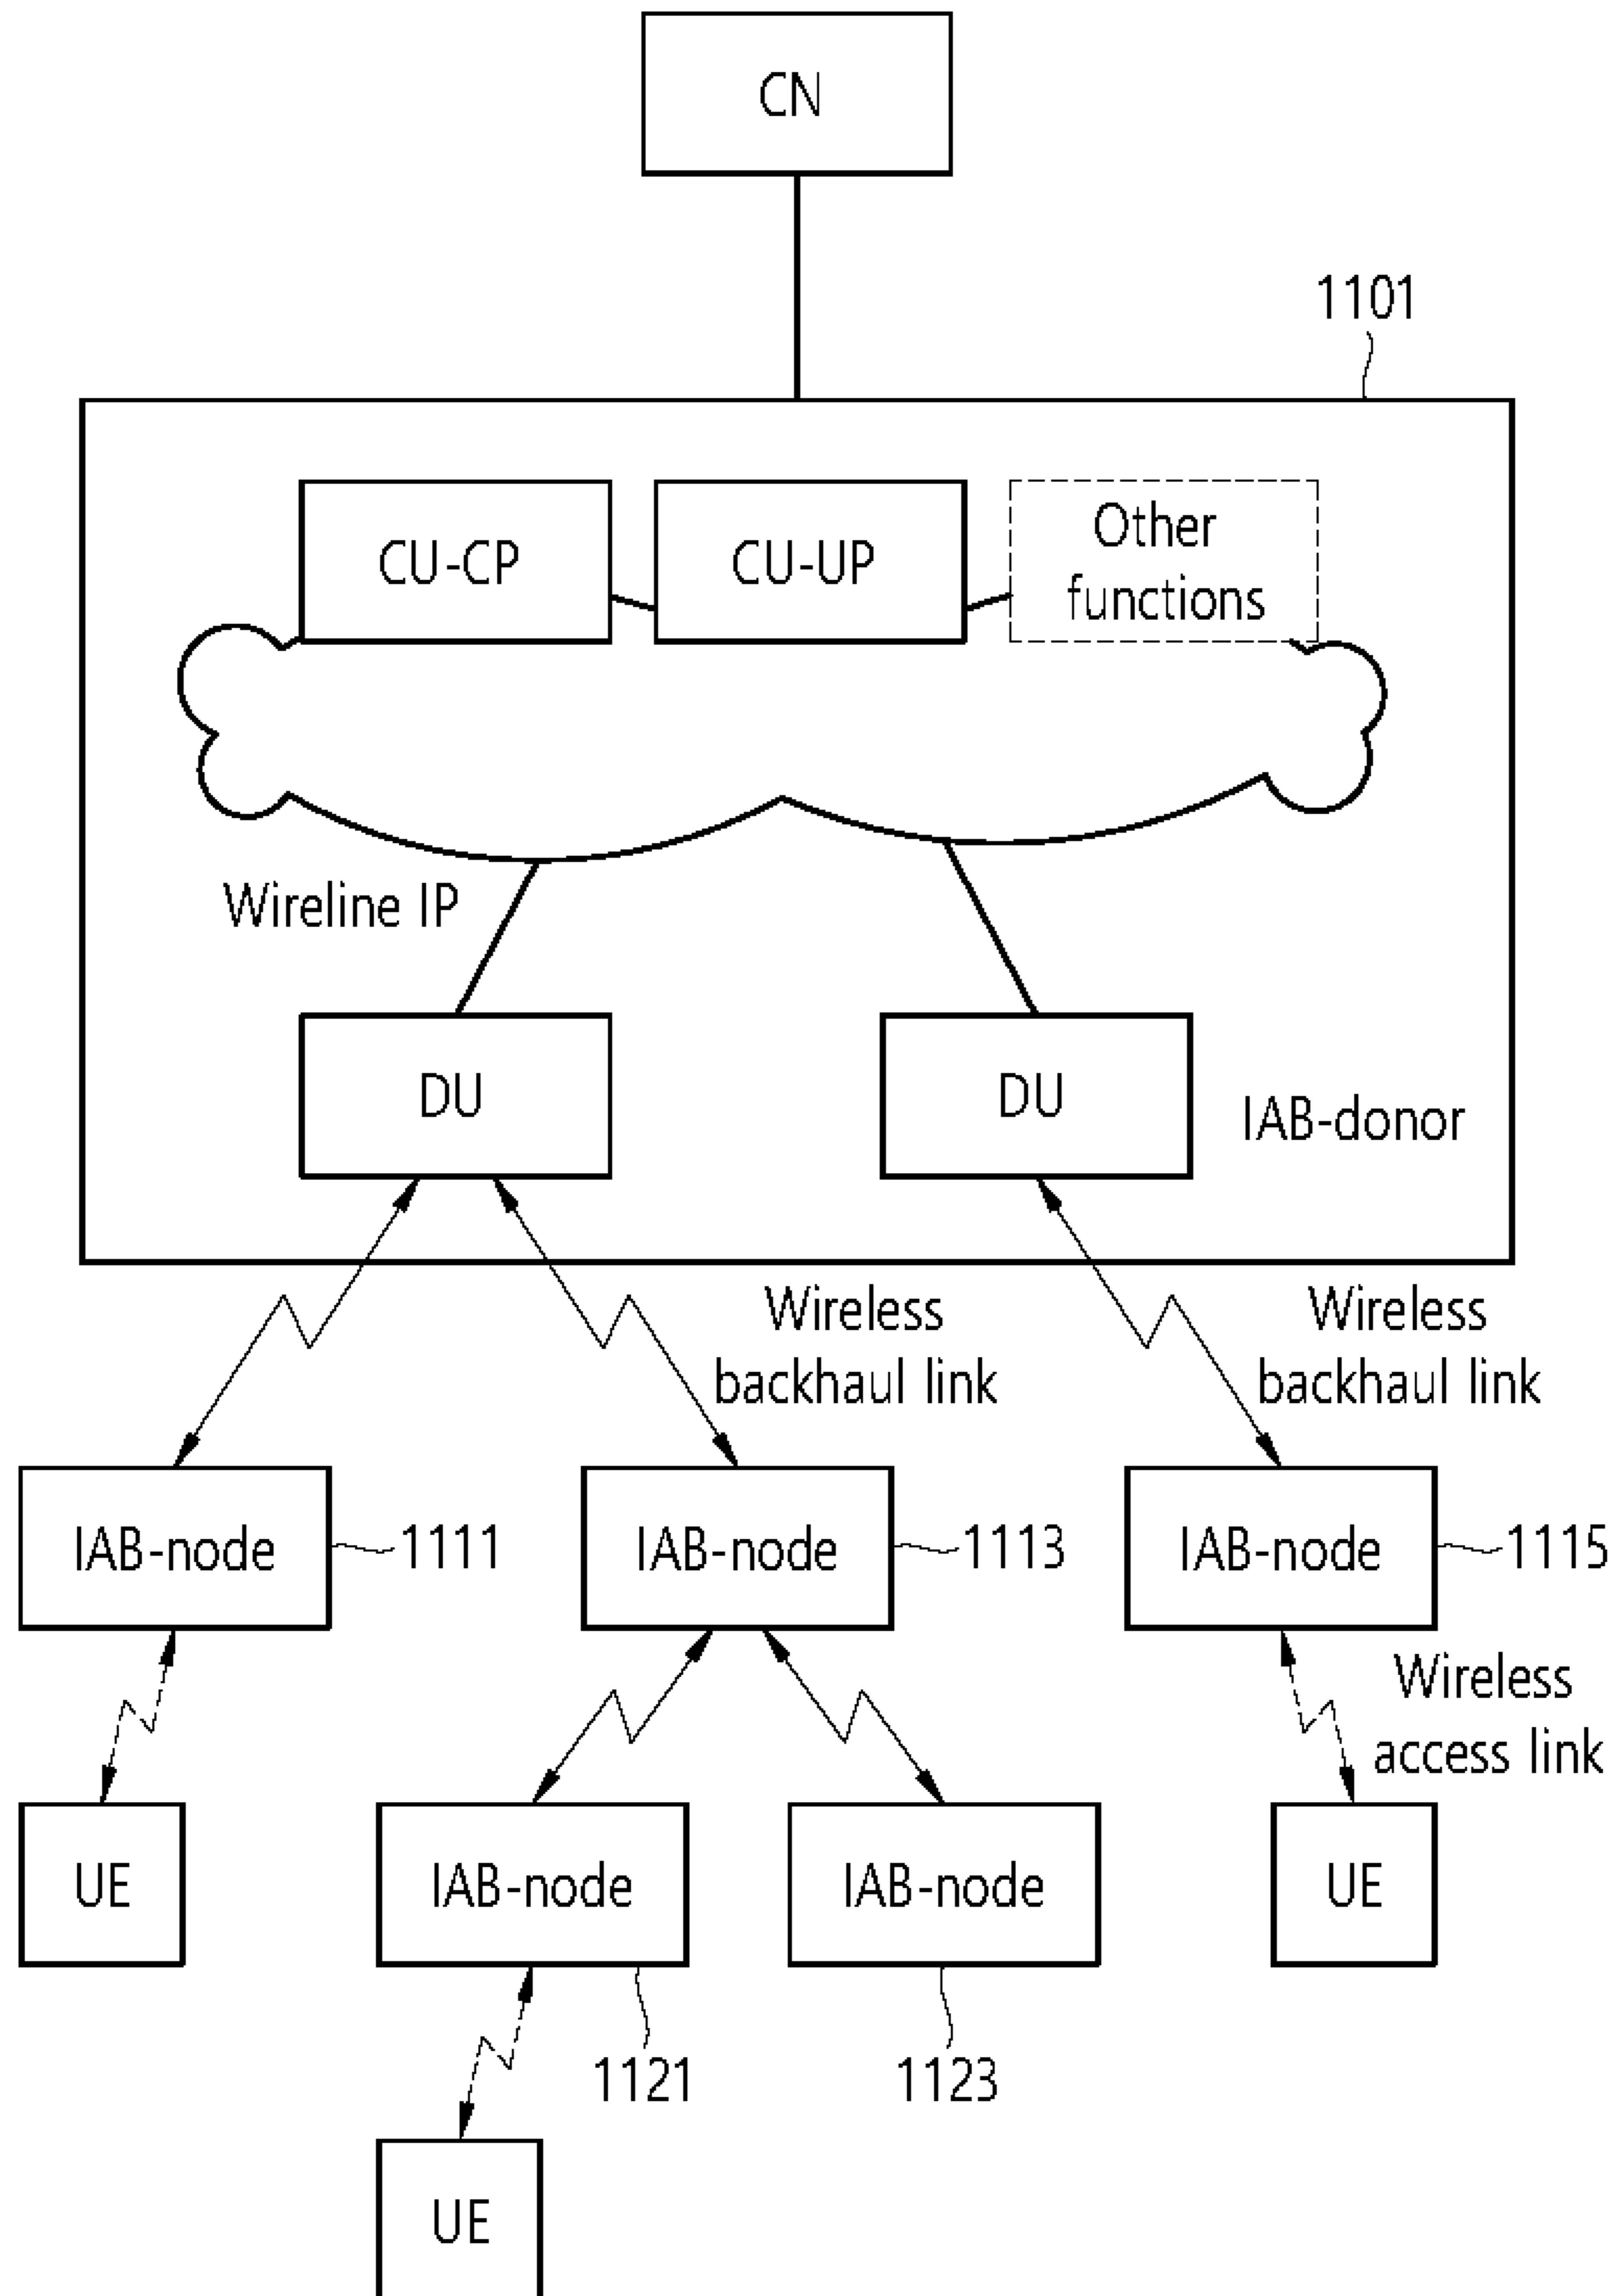 CN
1101
CU-CP
CU-UP
Other
functions
Wireline IP
DU
DU
IAB-donor
Wireless
backhaul link
Wireless
backhaul link
IAB-node
1111
IAB-node
1113
IAB-node
1115
Wireless
access link
UE
IAB-node
IAB-node
UE
1121
1123
UE